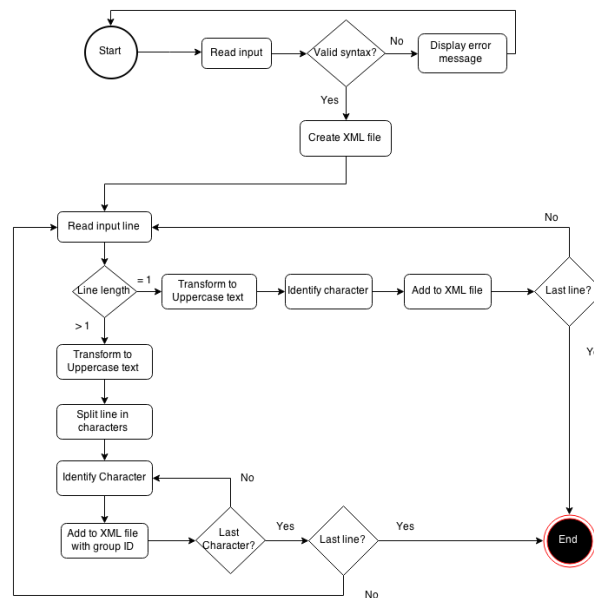 Start
Read input
Valid syntax?
No
Display error
message
Yes
Create XML file
Read input line
No
Line length
= 1
Transform to
Uppercase text
Identify character
Add to XML file
Last line?
> 1
Transform to
Uppercase text
Split line in
characters
Identify Character
No
Add to XML file
with group ID
Last
Character?
Yes
Last line?
Yes
End
No